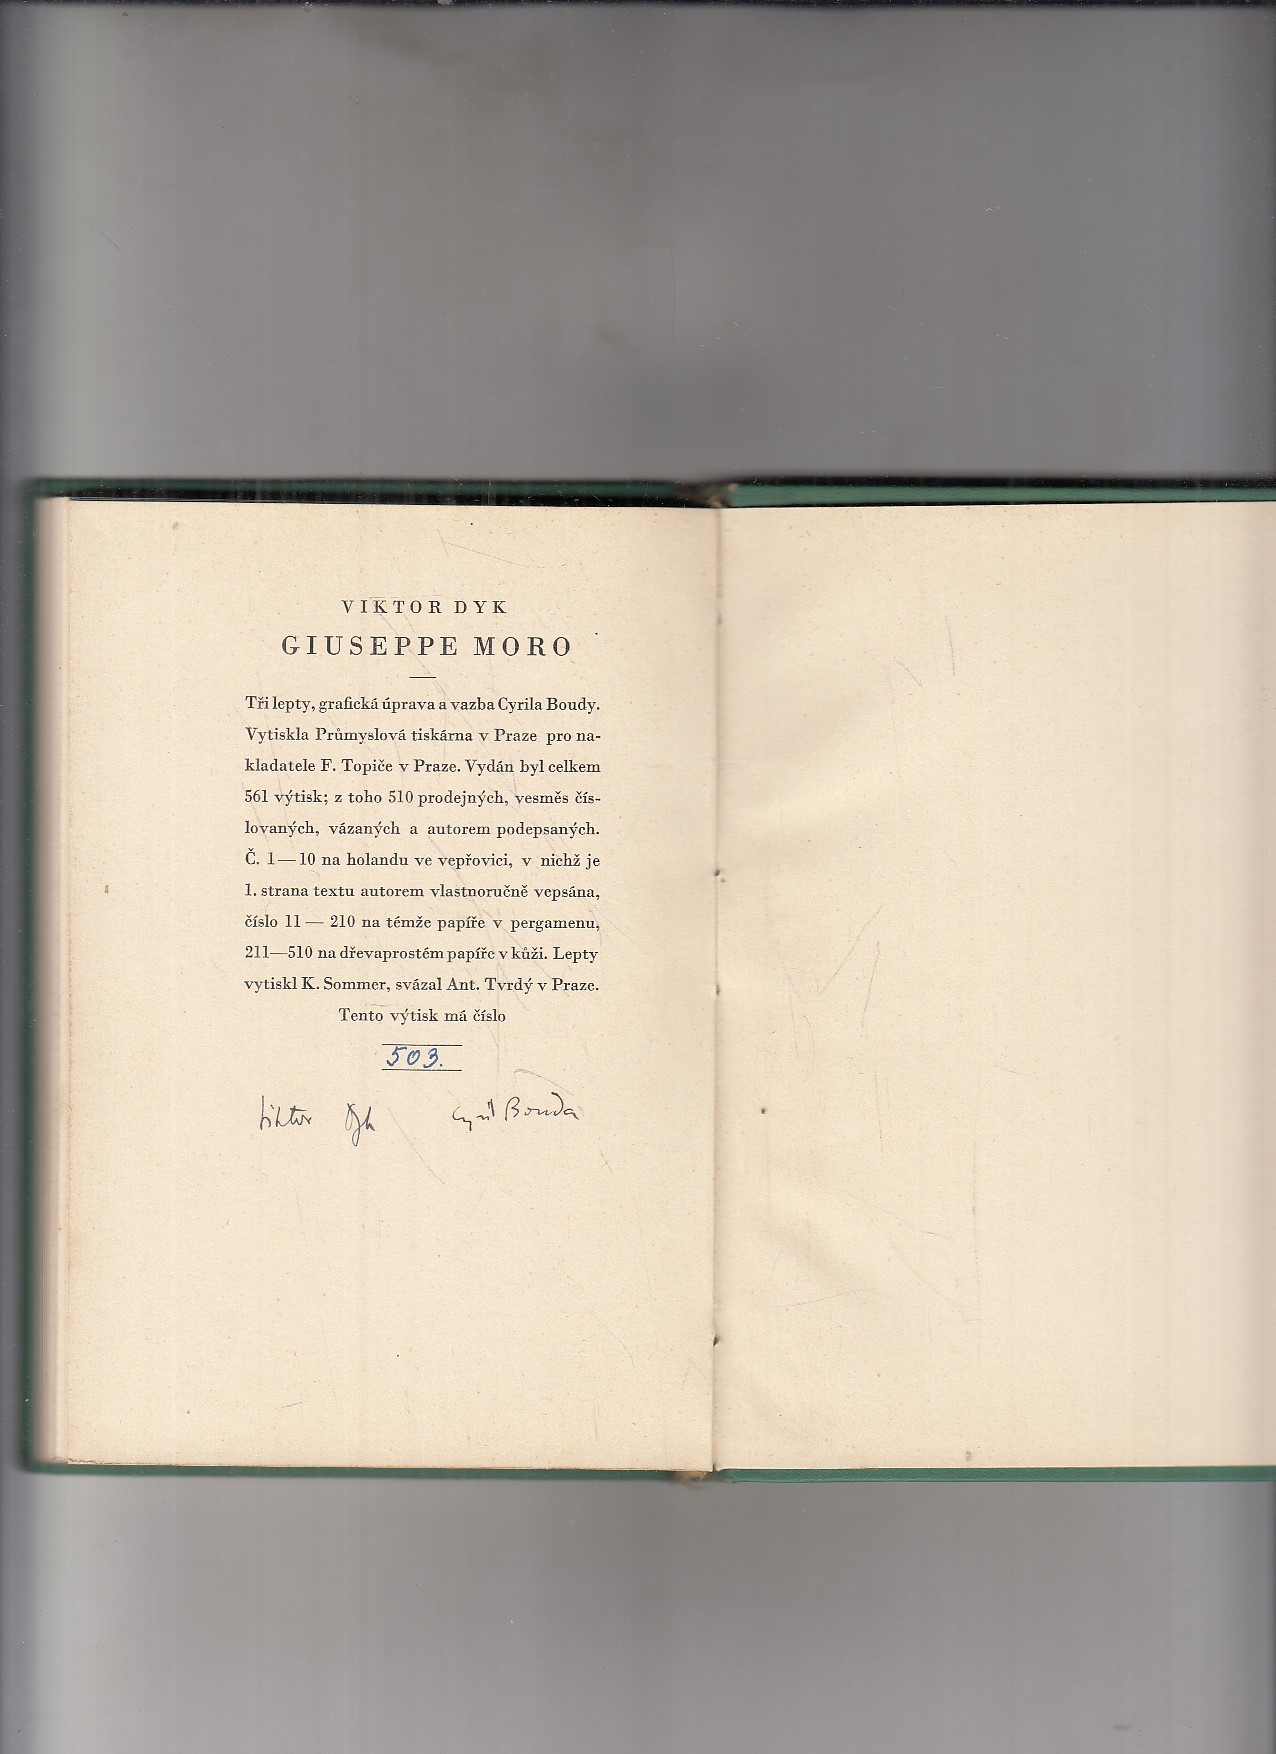 VIKTOR DYK
GIUSEPPE MORO
Tři lepty, grafická úprava a vazba Cyrila Boudy.
Vytiskla Průmyslová tiskárna v Praze pro na-
kladatele F. Topiče v Praze. Vydán byl celkem
561 výtisk; z toho 510 prodejných, vesměs čís-
lovaných, vázaných a autorem podepsaných.
Č. 1—10 na holandu ve vepřovici, v nichž je
1. strana textu autorem vlastnoručně vepsána,
číslo 11 — 210 na témže papíře v pergamenu,
211—510 na dřevaprostém papíře v kůži. Lepty
vytiskl K. Sommer, svázal Ant. Tvrdý v Praze.
Tento výtisk má číslo
503.
Viktor Dyk Cyril Bouda